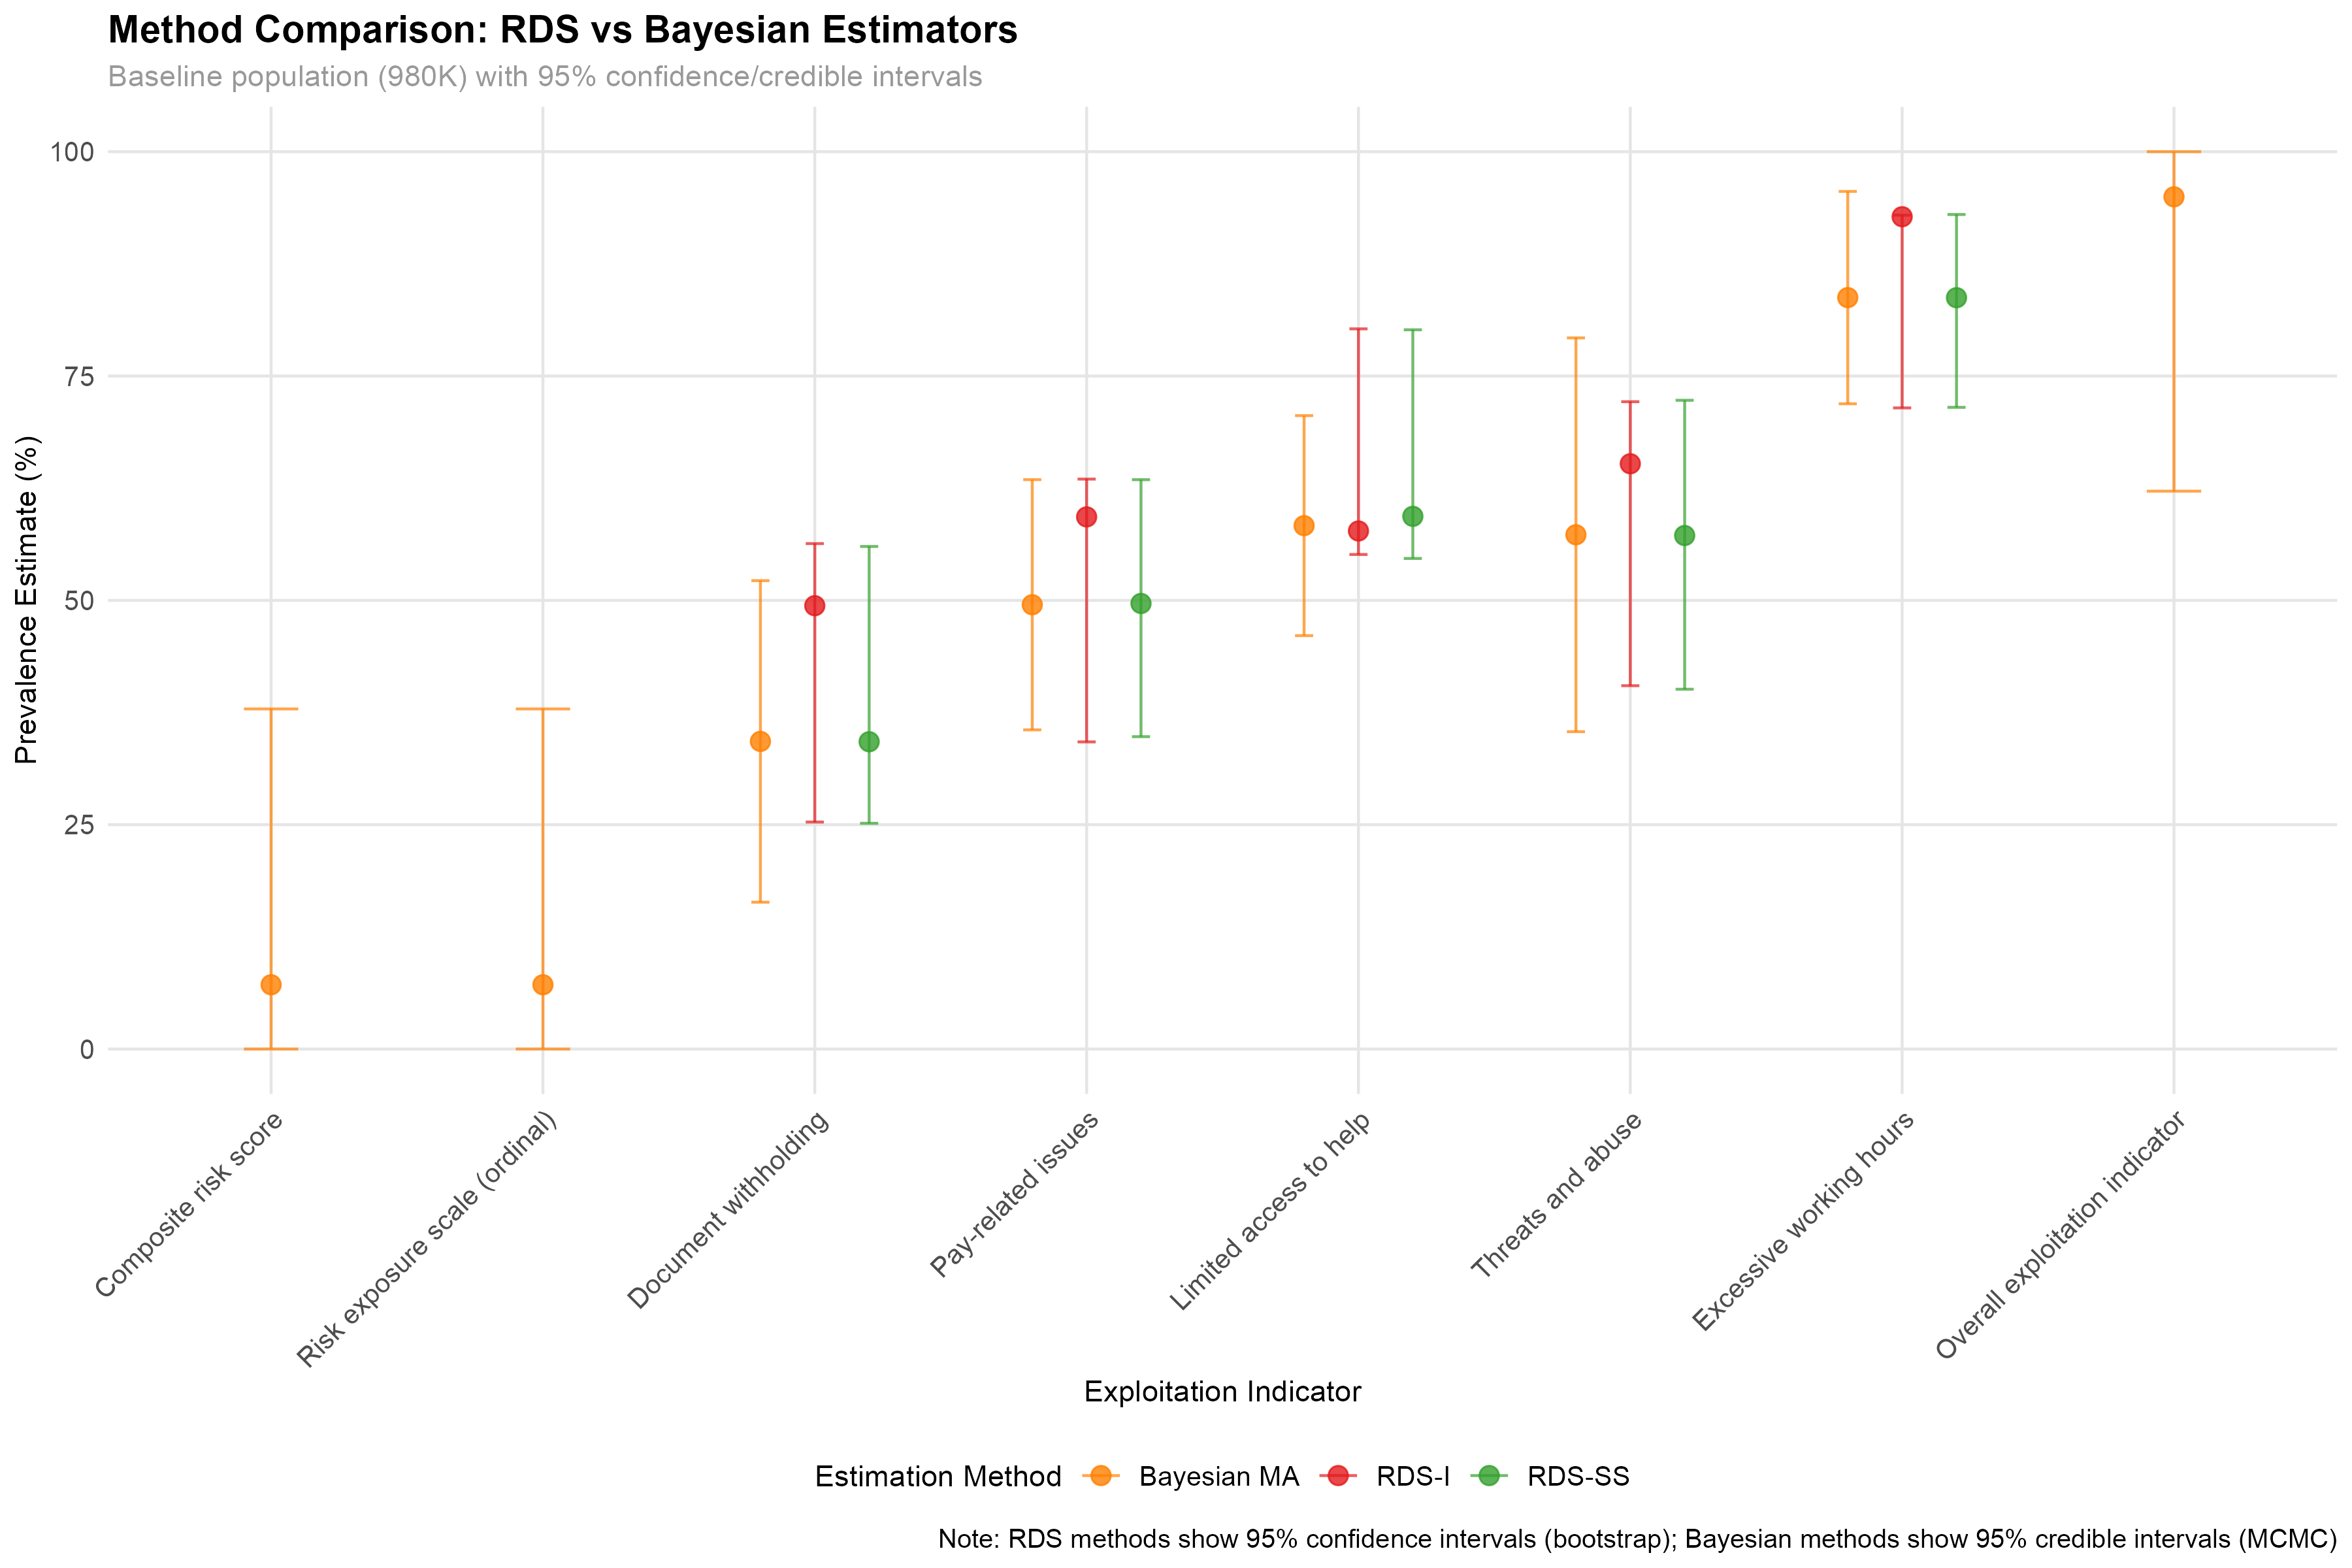 Method Comparison: RDS vs Bayesian Estimators
Baseline population (980K) with 95% confidence/credible intervals
Prevalence Estimate (%)
100
75
50
25
0
Composite risk score
Risk exposure scale (ordinal)
Document withholding
Pay-related issues
Limited access to help
Threats and abuse
Excessive working hours
Overall exploitation indicator
Exploitation Indicator
Estimation Method Bayesian MA RDS-I RDS-SS
Note: RDS methods show 95% confidence intervals (bootstrap); Bayesian methods show 95% credible intervals (MCMC)